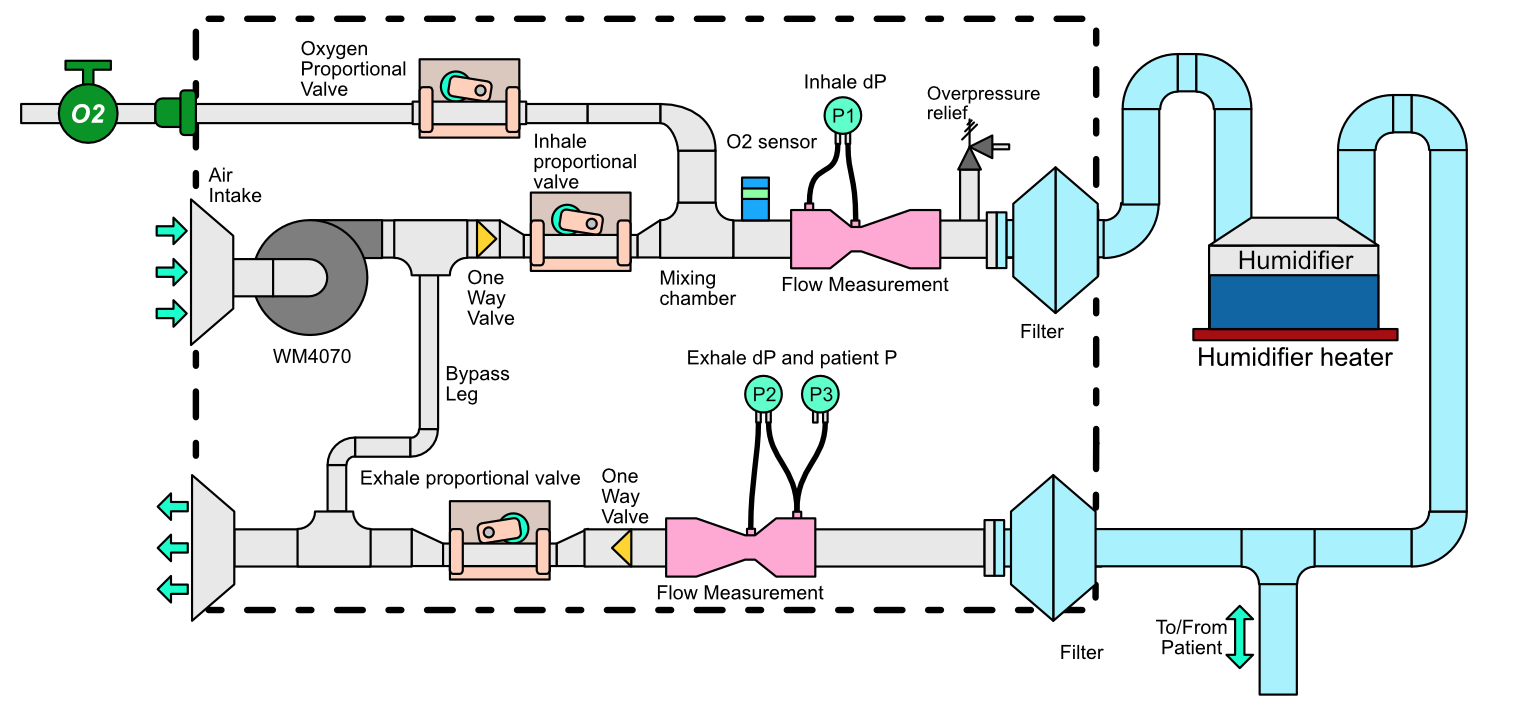 Oxygen
Proportional
Valve
O2
Inhale dP
P1
Overpressure
relief
Inhale
proportional
valve
O2 sensor
Air
Intake
One
Way
Valve
Mixing
chamber
Flow Measurement
Filter
Humidifier
Humidifier heater
WM4070
Bypass
Leg
Exhale dP and patient P
P2
P3
Exhale proportional valve
One
Way
Valve
Flow Measurement
Filter
To/From
Patient